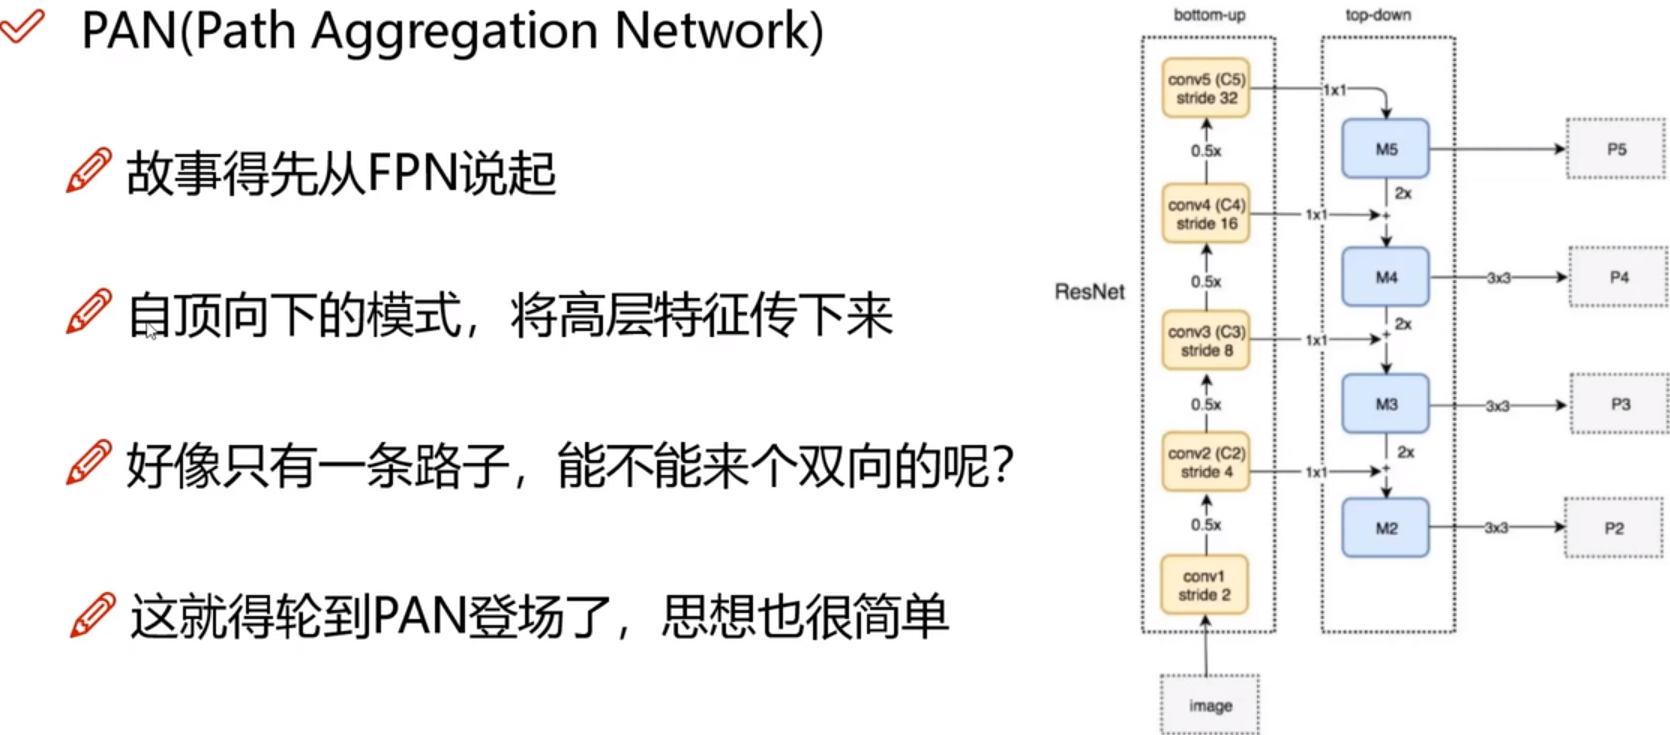 PAN(Path Aggregation Network)
故事得先从FPN说起
自顶向下的模式，将高层特征传下来
好像只有一条路子，能不能来个双向的呢？
这就得轮到PAN登场了，思想也很简单
bottom-up
top-down
conv5 (C5)
stride 32
1x1
M5
P5
0.5x
2x
conv4 (C4)
stride 16
1x1
+
M4
3x3
P4
ResNet
0.5x
2x
conv3 (C3)
stride 8
1x1
+
M3
3x3
P3
0.5x
2x
conv2 (C2)
stride 4
1x1
+
M2
3x3
P2
0.5x
conv1
stride 2
image